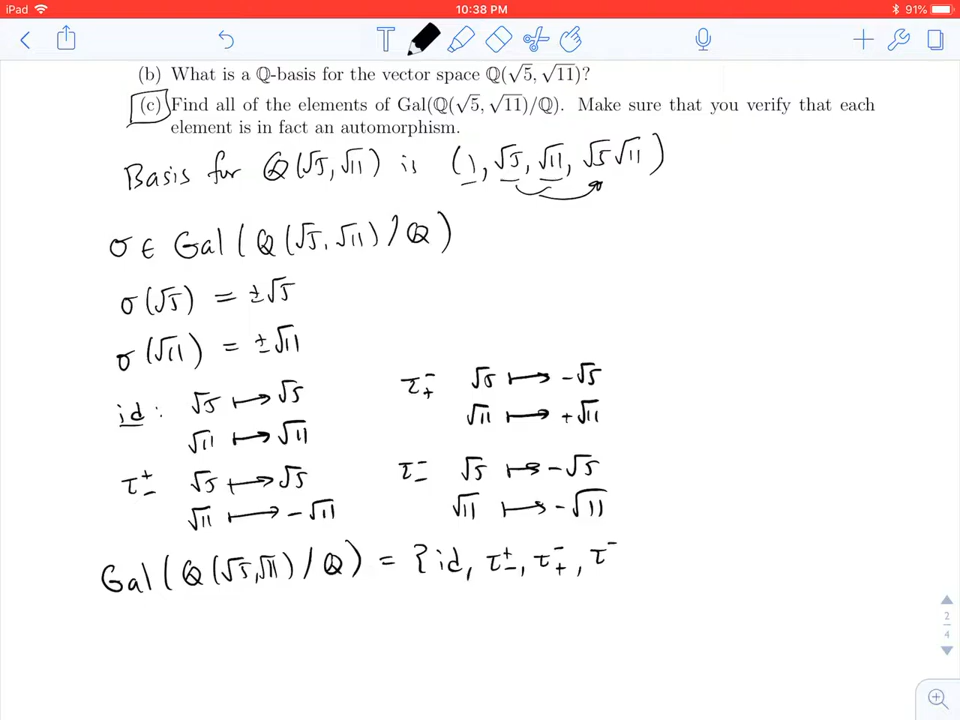 iPad 10:38 PM 91%
T
(b) What is a ℚ-basis for the vector space ℚ(√5, √11)?
(c) Find all of the elements of Gal(ℚ(√5, √11)/ℚ). Make sure that you verify that each
element is in fact an automorphism.
Basis for ℚ(√5, √11) is (1, √5, √11, √5√11)
σ ∈ Gal(ℚ(√5, √11)/ℚ)
σ(√5) = ±√5
σ(√11) = ±√11
id: √5 ↦ √5
√11 ↦ √11
τ⁺₋ √5 ↦ √5
√11 ↦ -√11
τ⁻₊ √5 ↦ -√5
√11 ↦ +√11
τ⁻₋ √5 ↦ -√5
√11 ↦ -√11
Gal(ℚ(√5, √11)/ℚ) = {id, τ⁺₋, τ⁻₊, τ⁻
2
4